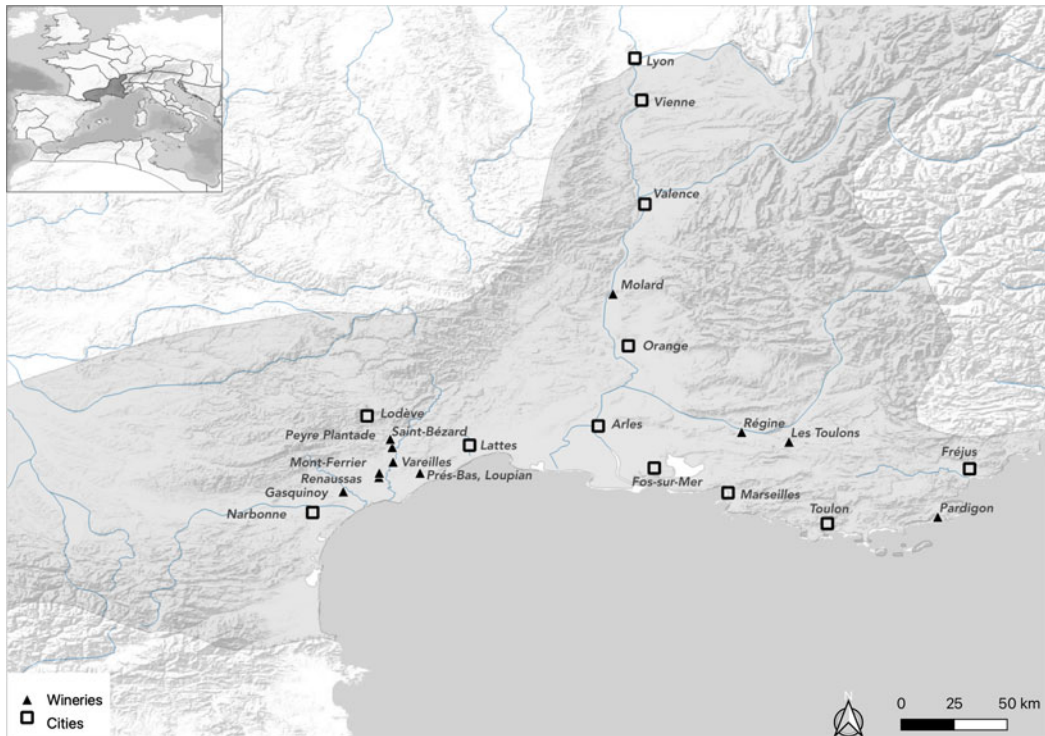 Lyon
Vienne
Valence
Molard
Orange
Lodève
Arles
Régine
Peyre Plantade
Saint-Bézard
Les Toulons
Lattes
Fréjus
Mont-Ferrier
Vareilles
Renaussas
Prés-Bas, Loupian
Fos-sur-Mer
Gasquinoy
Marseilles
Narbonne
Toulon
Pardigon
Wineries
Cities
N
0 25 50 km